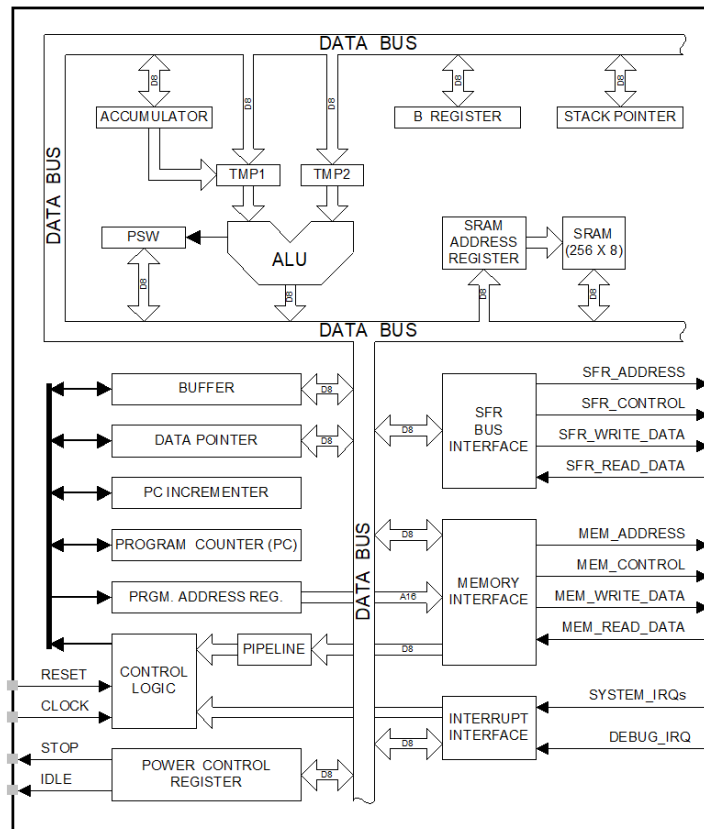 DATA BUS
D8
D8
D8
D8
D8
ACCUMULATOR
B REGISTER
STACK POINTER
DATA BUS
TMP1
TMP2
PSW
ALU
SRAM
ADDRESS
REGISTER
SRAM
(256 X 8)
D8
D8
D8
D8
DATA BUS
BUFFER
D8
DATA POINTER
D8
PC INCREMENTER
PROGRAM COUNTER (PC)
PRGM. ADDRESS REG.
A16
DATA BUS
D8
SFR
BUS
INTERFACE
SFR_ADDRESS
SFR_CONTROL
SFR_WRITE_DATA
SFR_READ_DATA
D8
MEMORY
INTERFACE
MEM_ADDRESS
MEM_CONTROL
MEM_WRITE_DATA
MEM_READ_DATA
CONTROL
LOGIC
PIPELINE
D8
RESET
CLOCK
INTERRUPT
INTERFACE
D8
SYSTEM_IRQs
DEBUG_IRQ
STOP
IDLE
POWER CONTROL
REGISTER
D8